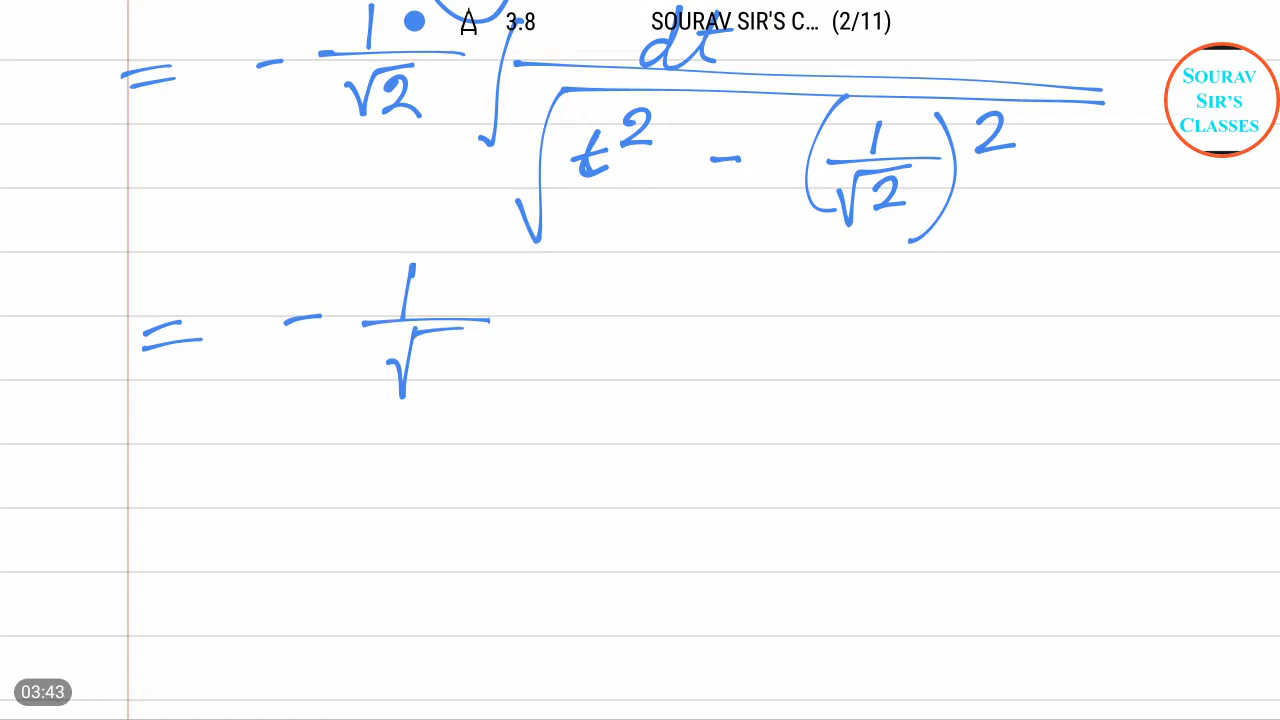 3.8 SOURAV SIR'S C... (2/11)
SOURAV
SIR'S
CLASSES
= - 1/√2 ∫ dt / √(t² - (1/√2)²)
= - 1/√
03:43